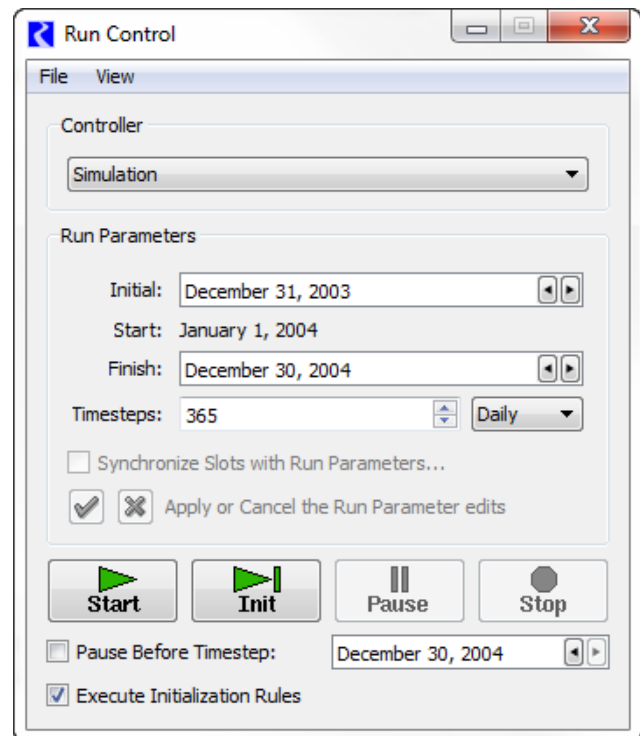 Run Control
File View
Controller
Simulation
Run Parameters
Initial: December 31, 2003
Start: January 1, 2004
Finish: December 30, 2004
Timesteps: 365 Daily
Synchronize Slots with Run Parameters...
Apply or Cancel the Run Parameter edits
Start Init Pause Stop
Pause Before Timestep: December 30, 2004
Execute Initialization Rules